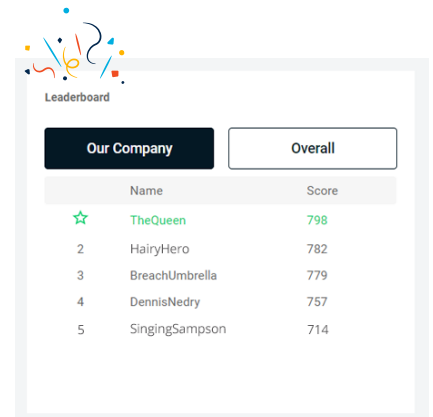 Leaderboard
Our Company Overall
Name Score
TheQueen 798
2 HairyHero 782
3 BreachUmbrella 779
4 DennisNedry 757
5 SingingSampson 714